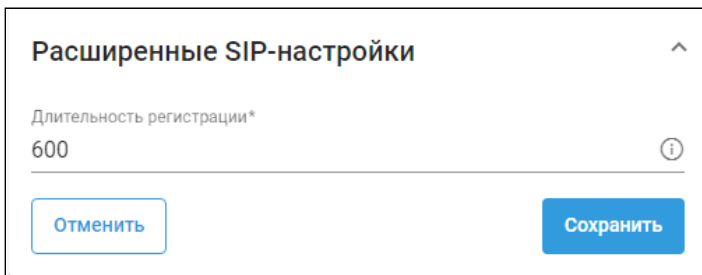 Расширенные SIP-настройки
Длительность регистрации*
600
Отменить
Сохранить